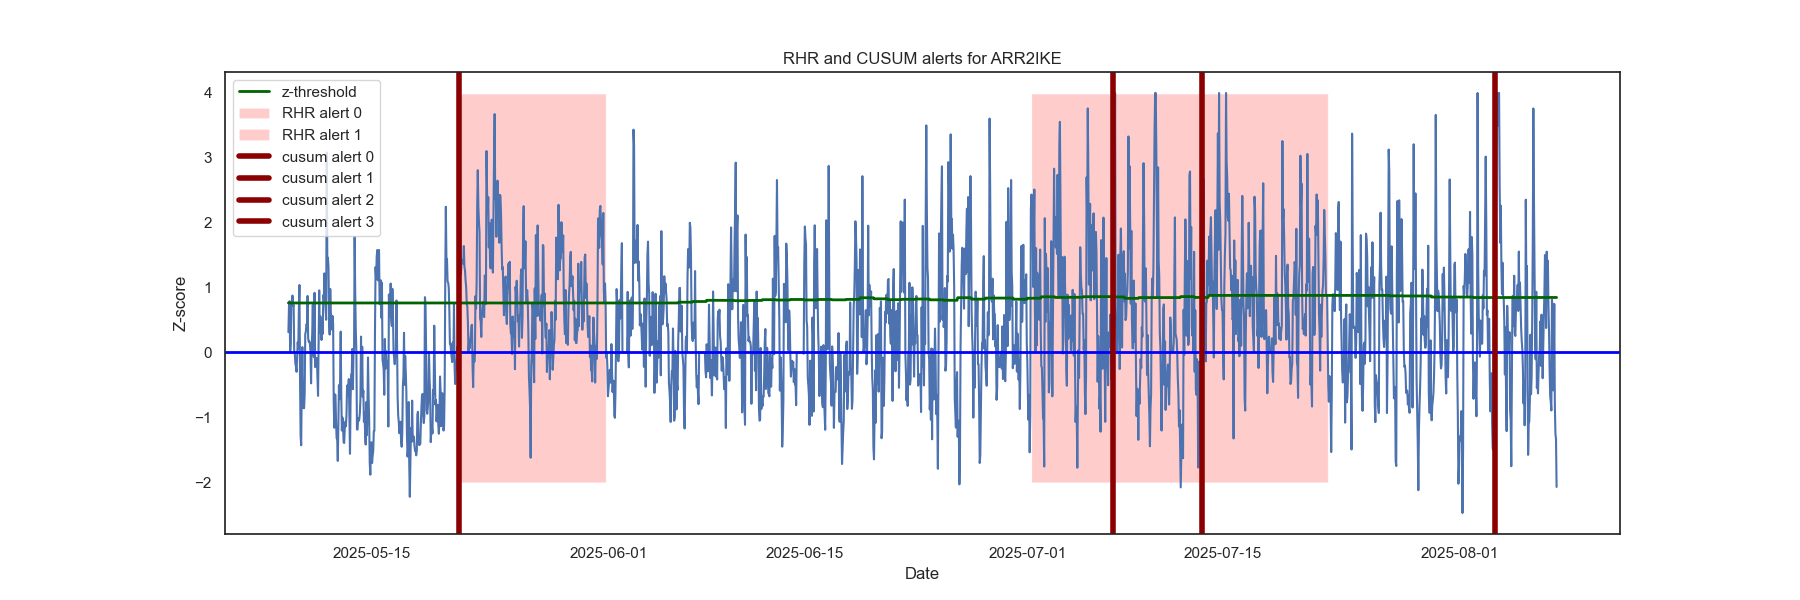 RHR and CUSUM alerts for ARR2IKE
z-threshold
RHR alert 0
RHR alert 1
cusum alert 0
cusum alert 1
cusum alert 2
cusum alert 3
Z-score
4
3
2
1
0
−1
−2
2025-05-15
2025-06-01
2025-06-15
2025-07-01
2025-07-15
2025-08-01
Date